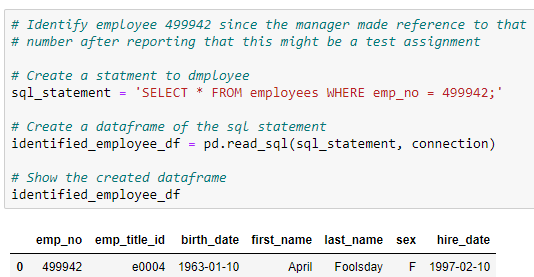 # Identify employee 499942 since the manager made reference to that
# number after reporting that this might be a test assignment
# Create a statment to dmployee
sql_statement = 'SELECT * FROM employees WHERE emp_no = 499942;'
# Create a dataframe of the sql statement
identified_employee_df = pd.read_sql(sql_statement, connection)
# Show the created dataframe
identified_employee_df
emp_no emp_title_id birth_date first_name last_name sex hire_date
0 499942 e0004 1963-01-10 April Foolsday F 1997-02-10